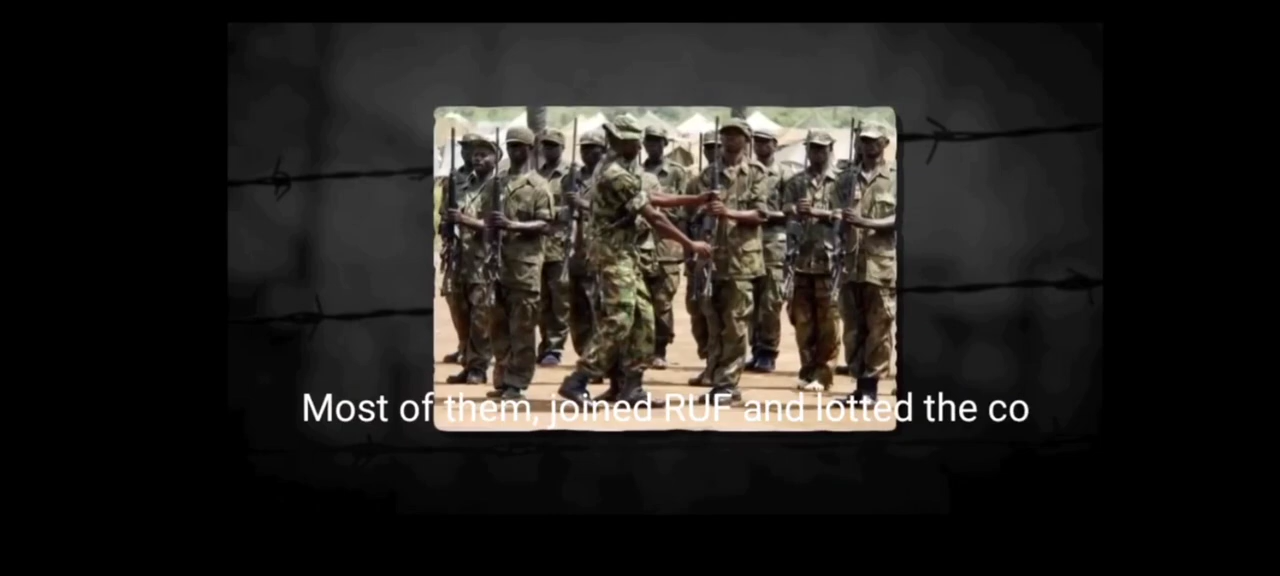 Most of them, joined RUF and lotted the co